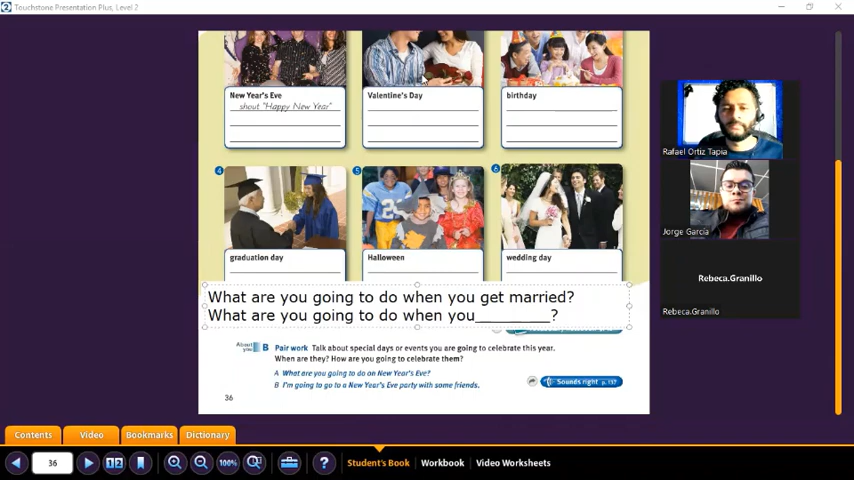 Touchstone Presentation Plus, Level 2
New Year's Eve
shout "Happy New Year"
Valentine's Day
birthday
4
5
6
graduation day
Halloween
wedding day
What are you going to do when you get married?
What are you going to do when you________?
About you
B Pair work Talk about special days or events you are going to celebrate this year.
When are they? How are you going to celebrate them?
A What are you going to do on New Year's Eve?
B I'm going to go to a New Year's Eve party with some friends.
Sounds right p. 137
36
Rafael Ortiz Tapia
Jorge García
Rebeca.Granillo
Rebeca.Granillo
Contents
Video
Bookmarks
Dictionary
36
1 2
100%
?
Student's Book
Workbook
Video Worksheets